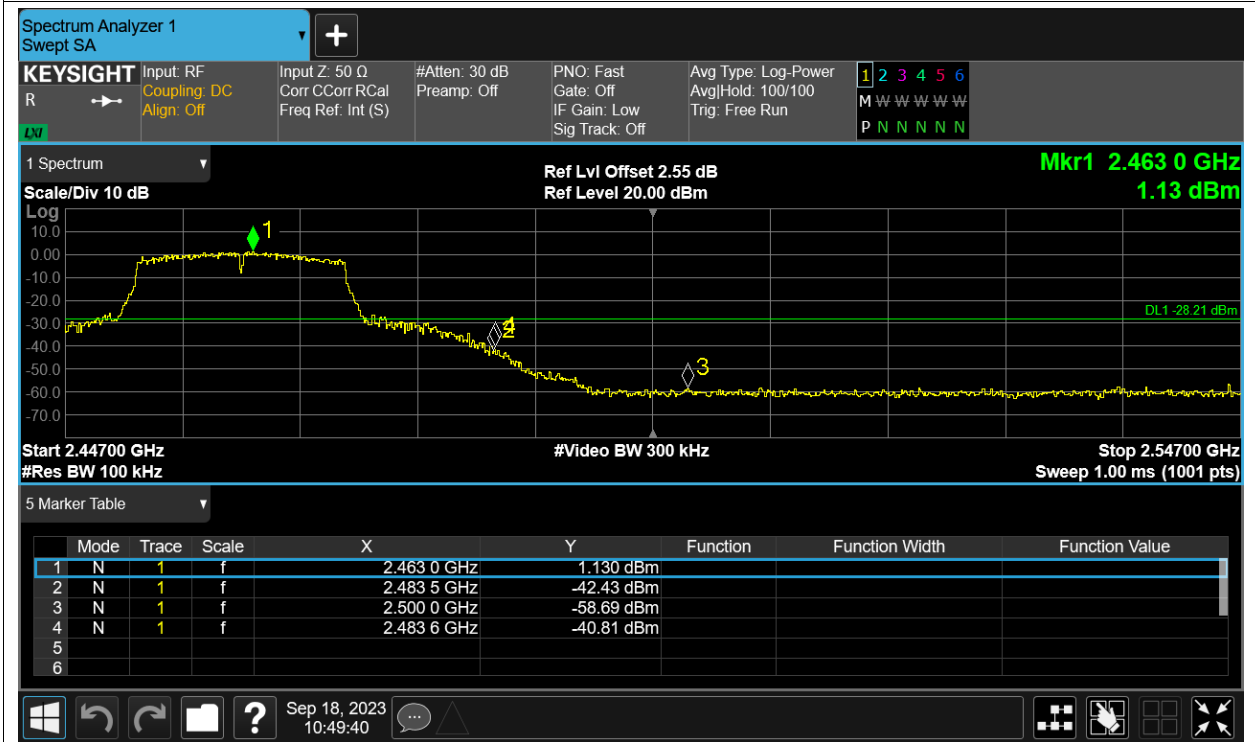 Spectrum Analyzer 1
Swept SA
+
KEYSIGHT Input: RF Input Z: 50 Ω #Atten: 30 dB PNO: Fast Avg Type: Log-Power 1 2 3 4 5 6
R Coupling: DC Corr CCorr RCal Preamp: Off Gate: Off Avg|Hold: 100/100 M W W W W W
Align: Off Freq Ref: Int (S) IF Gain: Low Trig: Free Run
LXI Sig Track: Off P N N N N N
1 Spectrum Ref Lvl Offset 2.55 dB Mkr1 2.463 0 GHz
Scale/Div 10 dB Ref Level 20.00 dBm 1.13 dBm
Log
10.0 1
0.00
-10.0
-20.0
DL1 -28.21 dBm
-30.0
4
2
-40.0
-50.0 3
-60.0
-70.0
Start 2.44700 GHz #Video BW 300 kHz Stop 2.54700 GHz
#Res BW 100 kHz Sweep 1.00 ms (1001 pts)
5 Marker Table
Mode Trace Scale X Y Function Function Width Function Value
1 N 1 f 2.463 0 GHz 1.130 dBm
2 N 1 f 2.483 5 GHz -42.43 dBm
3 N 1 f 2.500 0 GHz -58.69 dBm
4 N 1 f 2.483 6 GHz -40.81 dBm
5
6
? Sep 18, 2023
10:49:40